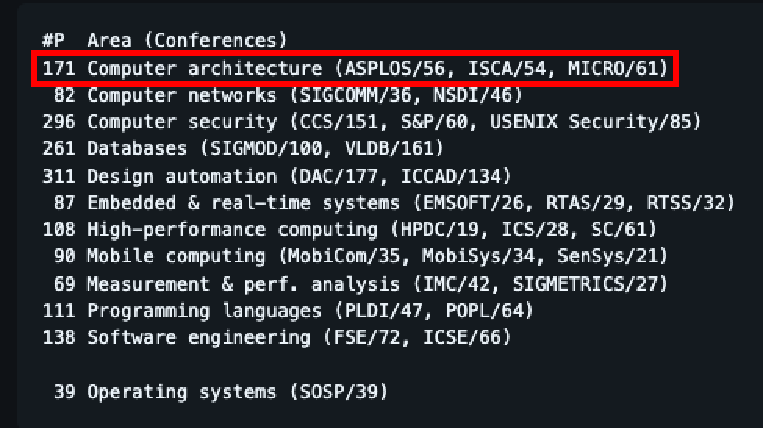 #P Area (Conferences)
171 Computer architecture (ASPLOS/56, ISCA/54, MICRO/61)
82 Computer networks (SIGCOMM/36, NSDI/46)
296 Computer security (CCS/151, S&P/60, USENIX Security/85)
261 Databases (SIGMOD/100, VLDB/161)
311 Design automation (DAC/177, ICCAD/134)
87 Embedded & real-time systems (EMSOFT/26, RTAS/29, RTSS/32)
108 High-performance computing (HPDC/19, ICS/28, SC/61)
90 Mobile computing (MobiCom/35, MobiSys/34, SenSys/21)
69 Measurement & perf. analysis (IMC/42, SIGMETRICS/27)
111 Programming languages (PLDI/47, POPL/64)
138 Software engineering (FSE/72, ICSE/66)
39 Operating systems (SOSP/39)